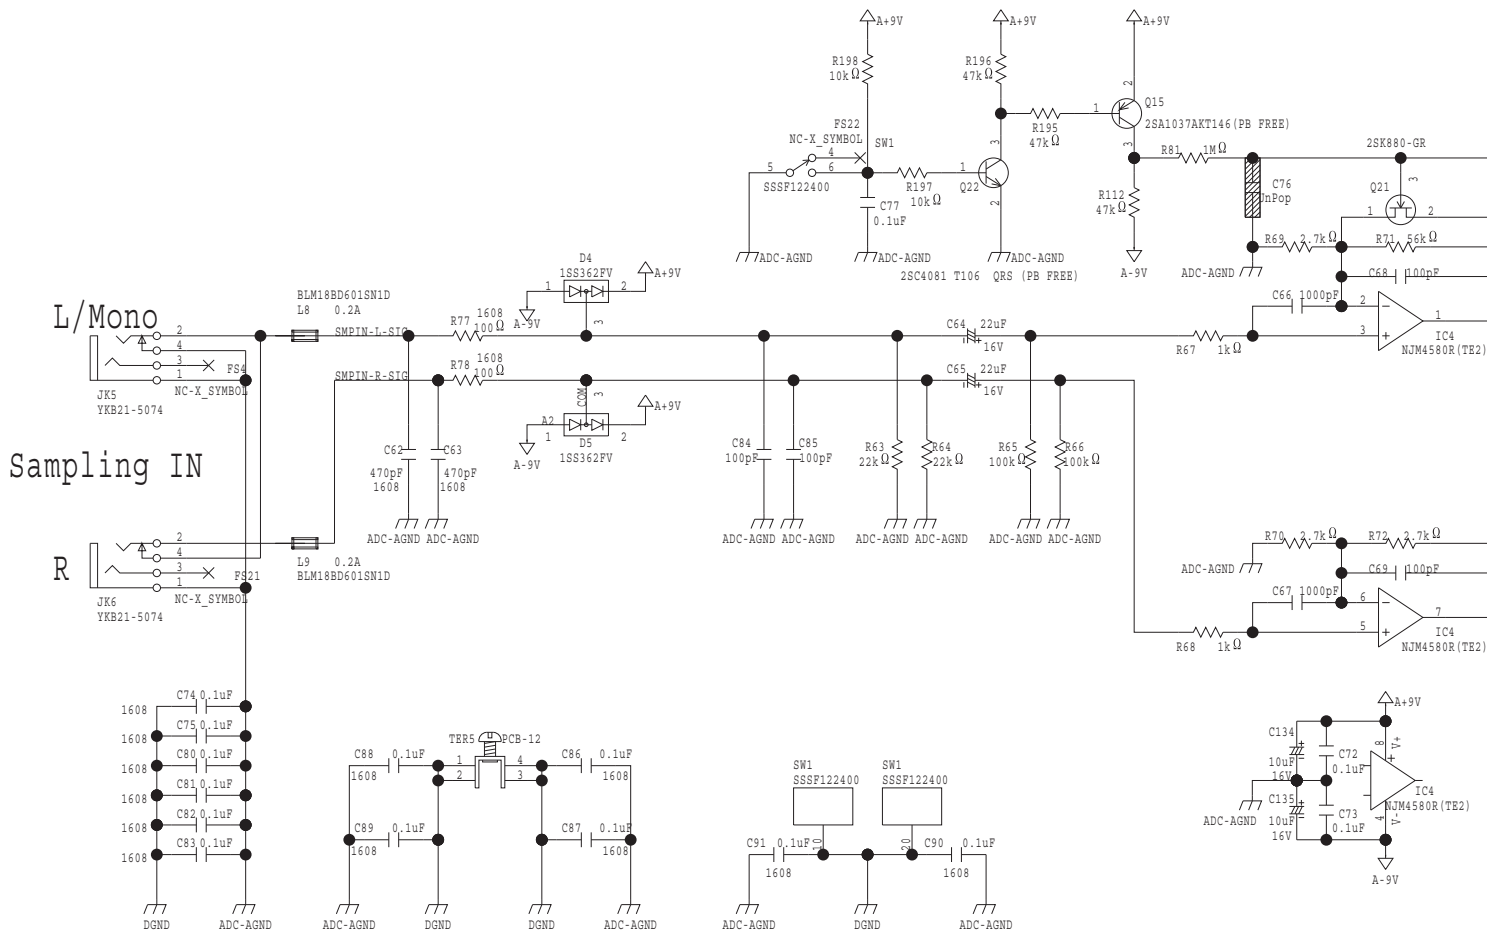 A+9V
A+9V
A+9V
R198
10kΩ
R196
47kΩ
2
1
Q15
2SA1037AKT146(PB FREE)
R195
47kΩ
3
FS22
NC-X_SYMBOL
SW1
4
5
6
SSSF122400
R197
10kΩ
1
3
Q22
2
C77
0.1uF
R81
1MΩ
R112
47kΩ
A-9V
2SK880-GR
C76
UnPop
Q21
3
1
2
R69
2.7kΩ
R71
56kΩ
ADC-AGND
ADC-AGND
ADC-AGND
2SC4081 T106 QRS (PB FREE)
ADC-AGND
C68
100pF
C66
1000pF
2
3
1
IC4
NJM4580R(TE2)
R67
1kΩ
D4
1SS362FV
1
2
3
A+9V
A-9V
BLM18BD601SN1D
L8
0.2A
L/Mono
SMPIN-L-SIG
R77
1608
100Ω
2
4
3
1
FS4
NC-X_SYMBOL
JK5
YKB21-5074
SMPIN-R-SIG
R78
1608
100Ω
COM
3
A2
1
2
D5
1SS362FV
A+9V
A-9V
C64
22uF
16V
C65
22uF
16V
Sampling IN
C62
470pF
1608
C63
470pF
1608
C84
100pF
C85
100pF
R63
22kΩ
R64
22kΩ
R65
100kΩ
R66
100kΩ
ADC-AGND
ADC-AGND
ADC-AGND
ADC-AGND
ADC-AGND
ADC-AGND
ADC-AGND
ADC-AGND
R
2
4
3
1
FS21
NC-X_SYMBOL
JK6
YKB21-5074
L9
0.2A
BLM18BD601SN1D
R70
2.7kΩ
R72
2.7kΩ
ADC-AGND
C69
100pF
C67
1000pF
6
5
7
IC4
NJM4580R(TE2)
R68
1kΩ
C74
0.1uF
1608
C75
0.1uF
1608
C80
0.1uF
1608
C81
0.1uF
1608
C82
0.1uF
1608
C83
0.1uF
1608
DGND
ADC-AGND
TER5
PCB-12
C88
0.1uF
1608
1
2
4
3
C86
0.1uF
1608
C89
0.1uF
1608
C87
0.1uF
1608
ADC-AGND
DGND
DGND
ADC-AGND
SW1
SSSF122400
SW1
SSSF122400
10
20
C91
0.1uF
1608
C90
0.1uF
1608
ADC-AGND
DGND
ADC-AGND
A+9V
C134
10uF
16V
C72
0.1uF
8
V+
IC4
NJM4580R(TE2)
C135
10uF
16V
C73
0.1uF
4
V-
ADC-AGND
A-9V